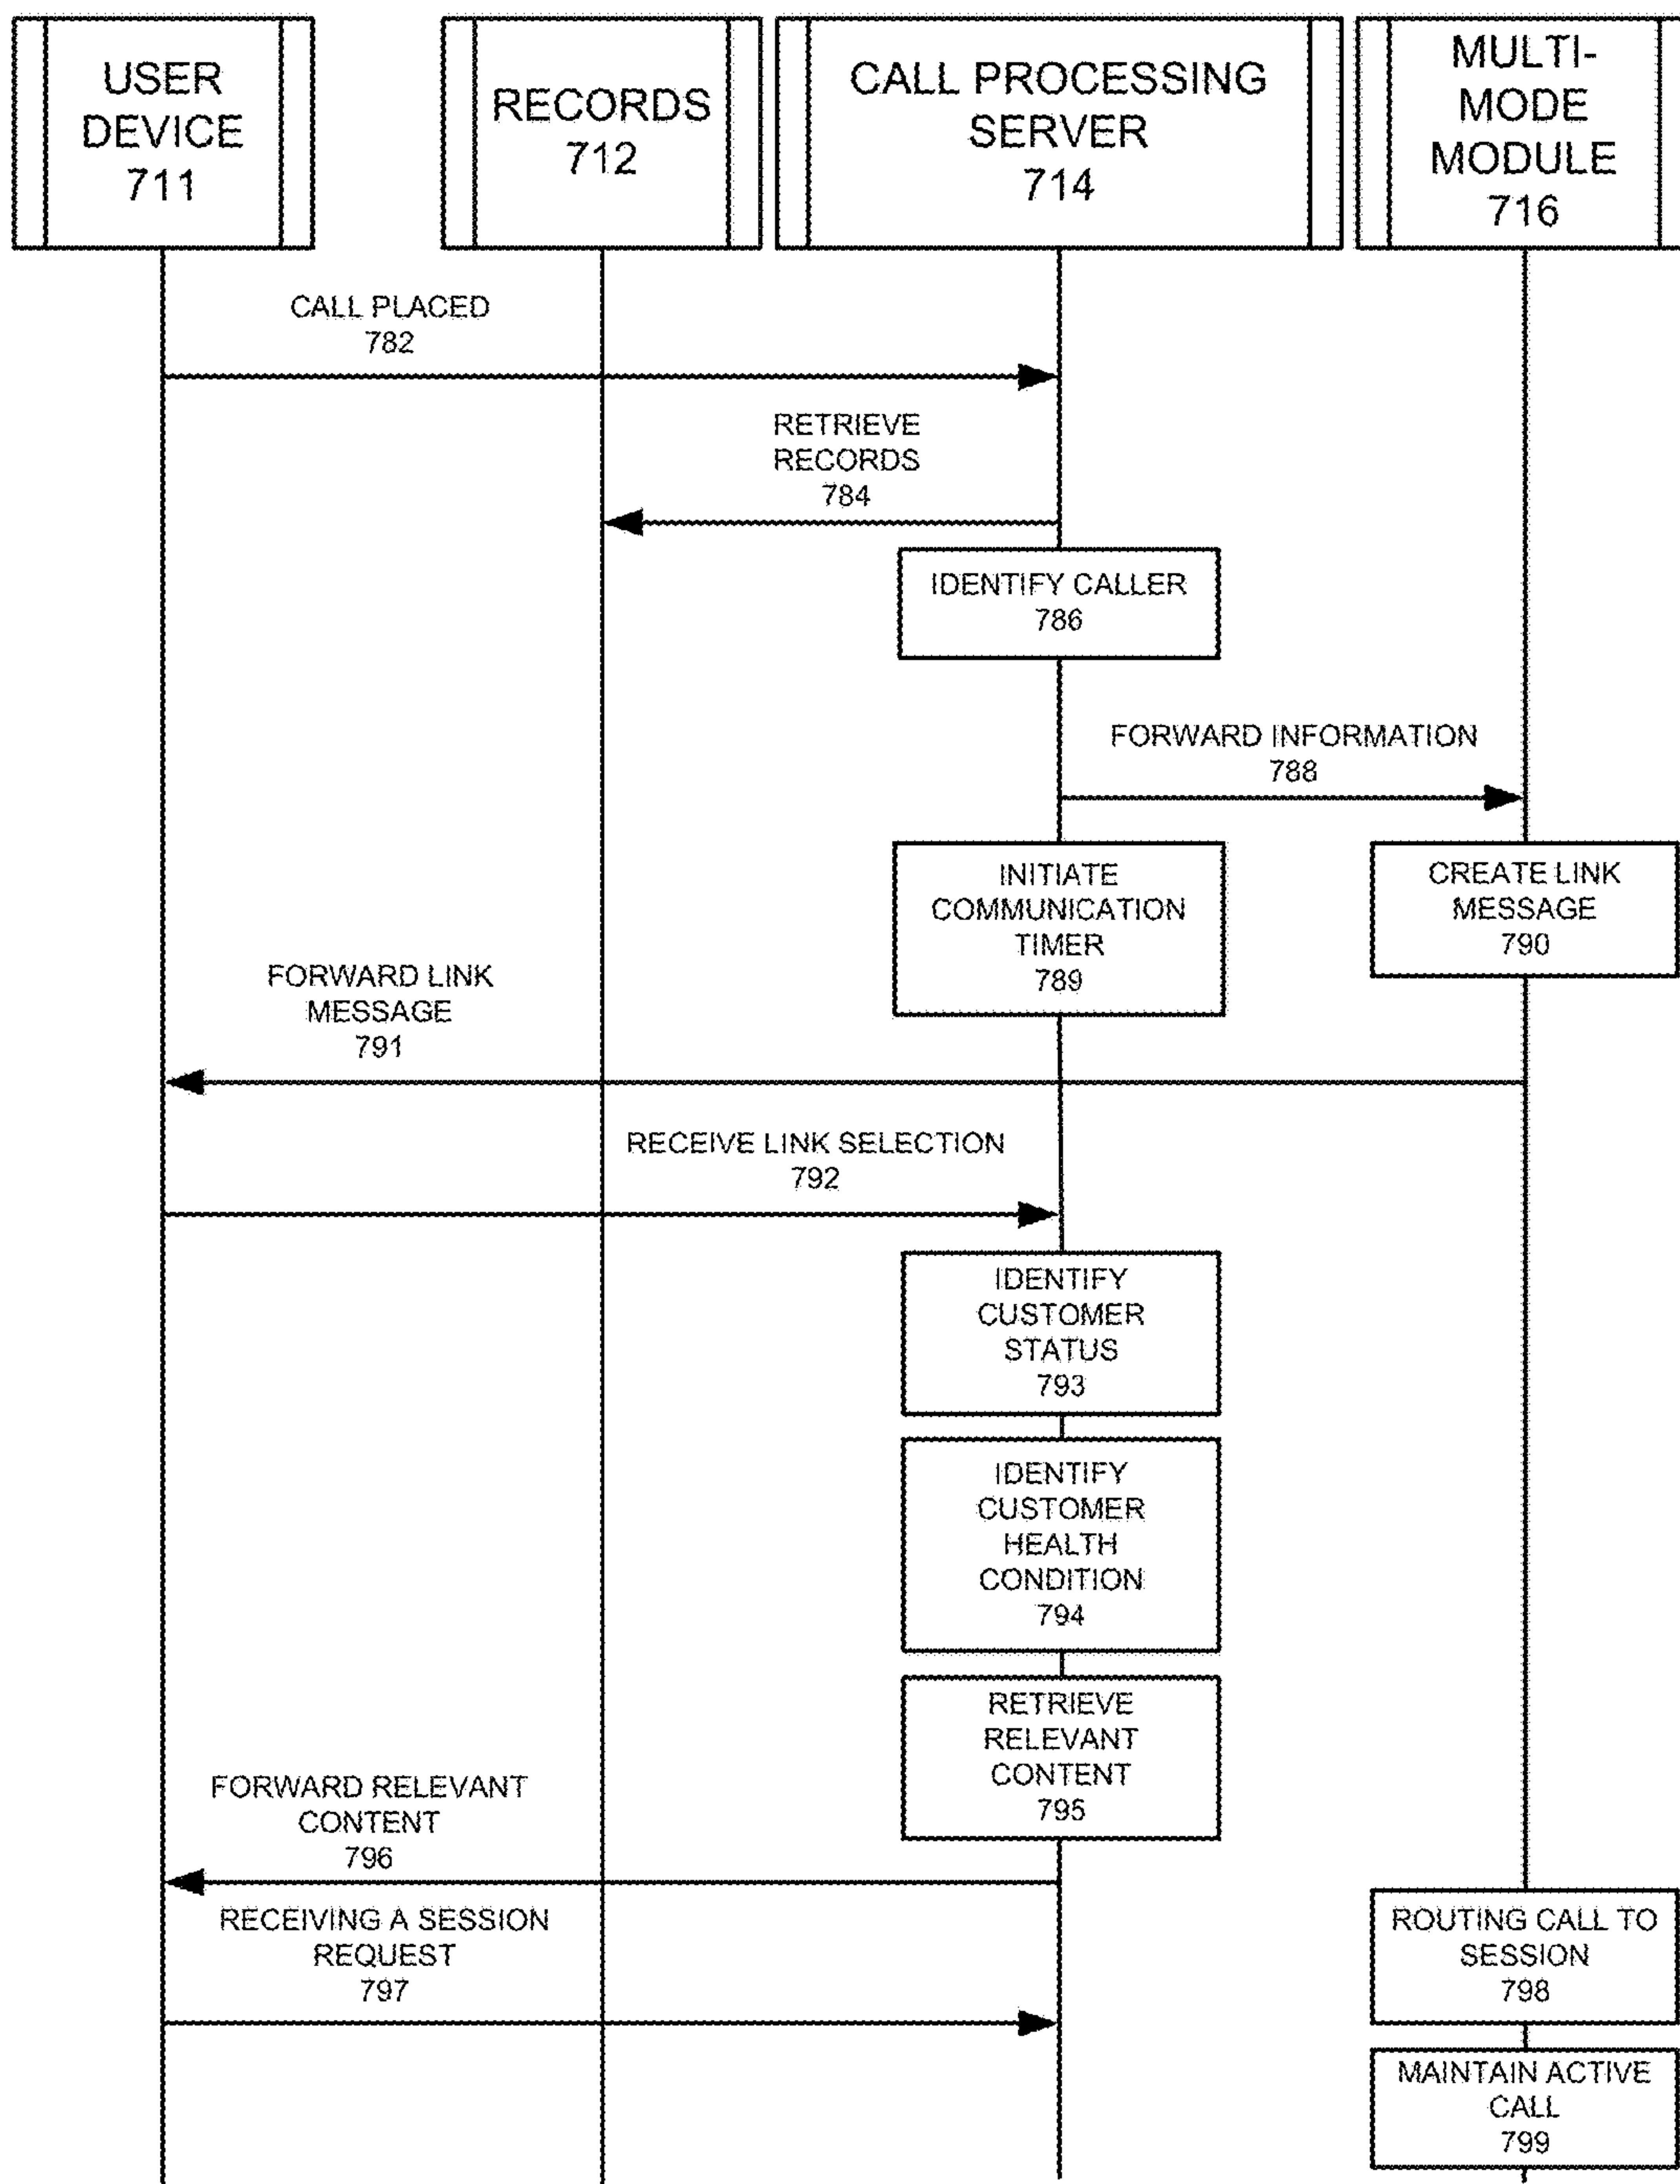 USER
DEVICE
711
RECORDS
712
CALL PROCESSING
SERVER
714
MULTI-
MODE
MODULE
716
CALL PLACED
782
RETRIEVE
RECORDS
784
IDENTIFY CALLER
786
FORWARD INFORMATION
788
INITIATE
COMMUNICATION
TIMER
789
CREATE LINK
MESSAGE
790
FORWARD LINK
MESSAGE
791
RECEIVE LINK SELECTION
792
IDENTIFY
CUSTOMER
STATUS
793
IDENTIFY
CUSTOMER
HEALTH
CONDITION
794
RETRIEVE
RELEVANT
CONTENT
795
FORWARD RELEVANT
CONTENT
796
RECEIVING A SESSION
REQUEST
797
ROUTING CALL TO
SESSION
798
MAINTAIN ACTIVE
CALL
799